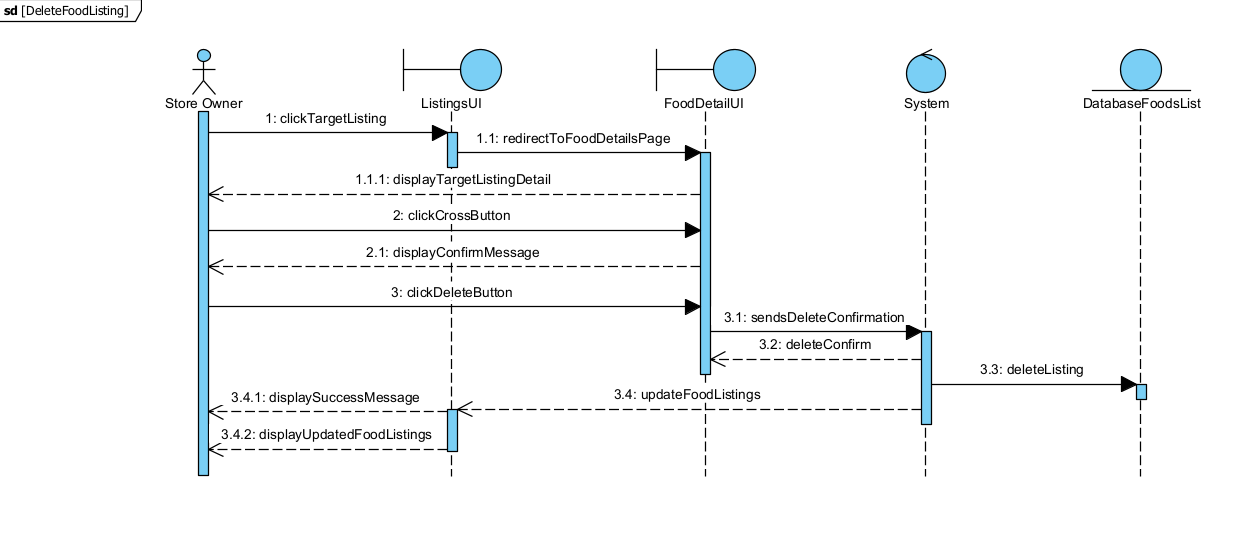 sd [DeleteFoodListing]
Store Owner
ListingsUI
FoodDetailUI
System
DatabaseFoodsList
1: clickTargetListing
1.1: redirectToFoodDetailsPage
1.1.1: displayTargetListingDetail
2: clickCrossButton
2.1: displayConfirmMessage
3: clickDeleteButton
3.1: sendsDeleteConfirmation
3.2: deleteConfirm
3.3: deleteListing
3.4: updateFoodListings
3.4.1: displaySuccessMessage
3.4.2: displayUpdatedFoodListings